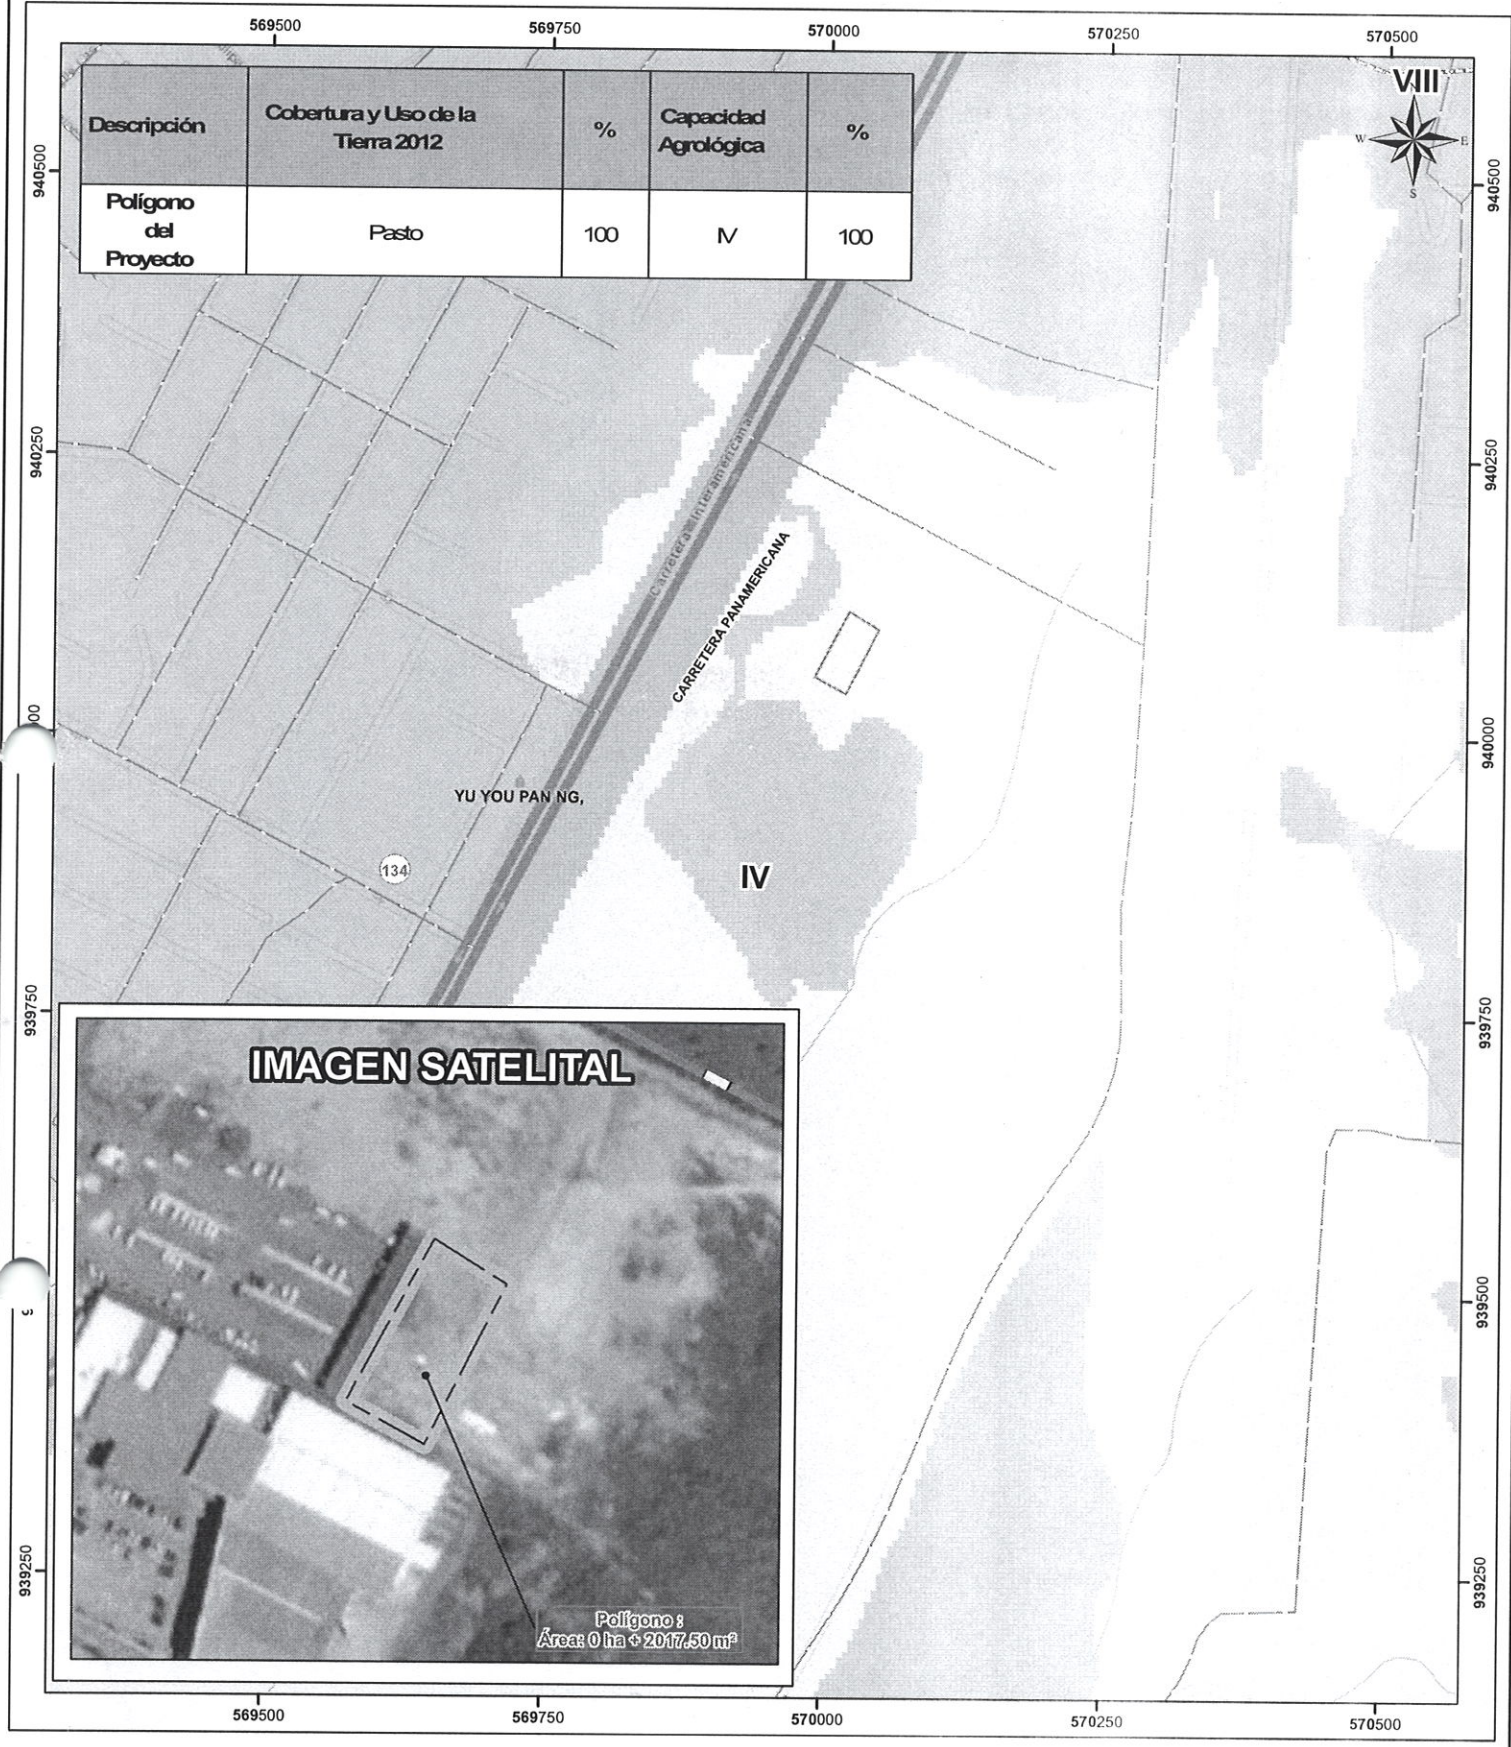 569500
569750
570000
570250
570500
VIII
W
E
S
Descripción
Cobertura y Uso de la
Tierra 2012
%
Capacidad
Agrológica
%
Polígono
del
Proyecto
Pasto
100
IV
100
940500
940500
940250
940250
Carretera Interamericana
CARRETERA PANAMERICANA
940000
YU YOU PAN NG,
134
IV
939750
939750
IMAGEN SATELITAL
939500
939250
939250
Polígono :
Área: 0 ha + 2017.50 m²
569500
569750
570000
570250
570500